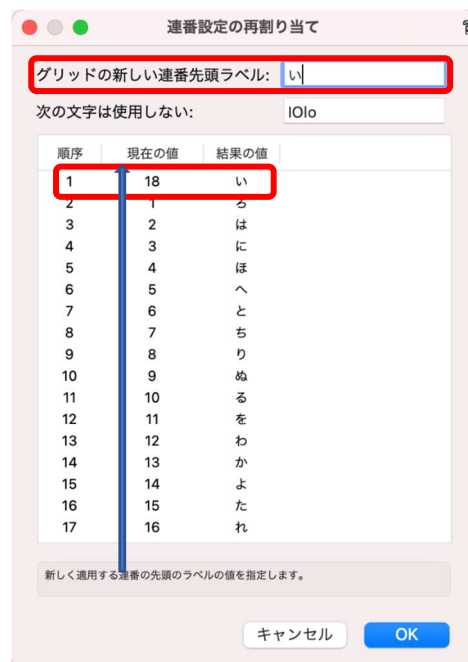 連番設定の再割り当て
グリッドの新しい連番先頭ラベル: い
次の文字は使用しない: IOlo
順序 現在の値 結果の値
1 18 い
2 1 ろ
3 2 は
4 3 に
5 4 ほ
6 5 へ
7 6 と
8 7 ち
9 8 り
10 9 ぬ
11 10 る
12 11 を
13 12 わ
14 13 か
15 14 よ
16 15 た
17 16 れ
新しく適用する連番の先頭のラベルの値を指定します。
キャンセル OK